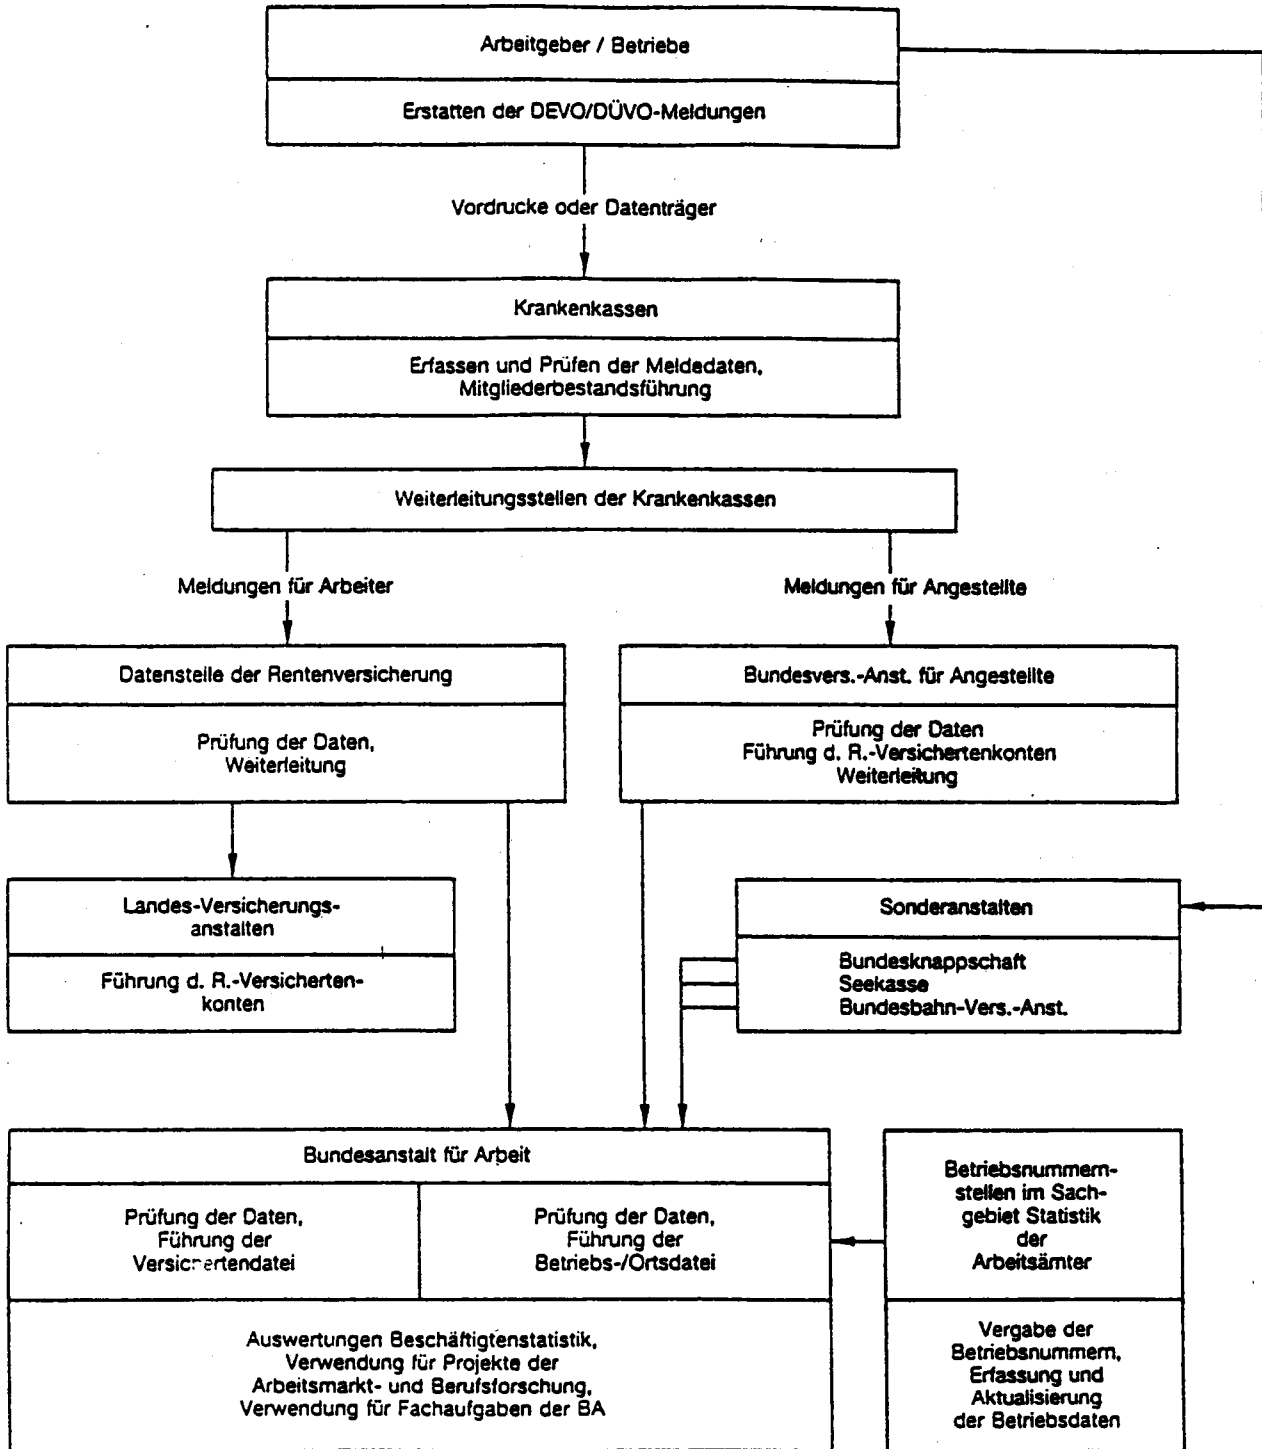 Arbeitgeber / Betriebe
Erstatten der DEVO/DÜVO-Meldungen
Vordrucke oder Datenträger
Krankenkassen
Erfassen und Prüfen der Meldedaten,
Mitgliederbestandsführung
Weiterleitungsstellen der Krankenkassen
Meldungen für Arbeiter
Meldungen für Angestellte
Datenstelle der Rentenversicherung
Prüfung der Daten,
Weiterleitung
Bundesvers.-Anst. für Angestellte
Prüfung der Daten
Führung d. R.-Versichertenkonten
Weiterleitung
Landes-Versicherungs-
anstalten
Führung d. R.-Versicherten-
konten
Sonderanstalten
Bundesknappschaft
Seekasse
Bundesbahn-Vers.-Anst.
Bundesanstalt für Arbeit
Prüfung der Daten,
Führung der
Versichertendatei
Prüfung der Daten,
Führung der
Betriebs-/Ortsdatei
Auswertungen Beschäftigtenstatistik,
Verwendung für Projekte der
Arbeitsmarkt- und Berufsforschung,
Verwendung für Fachaufgaben der BA
Betriebsnummern-
stellen im Sach-
gebiet Statistik
der
Arbeitsämter
Vergabe der
Betriebsnummern,
Erfassung und
Aktualisierung
der Betriebsdaten